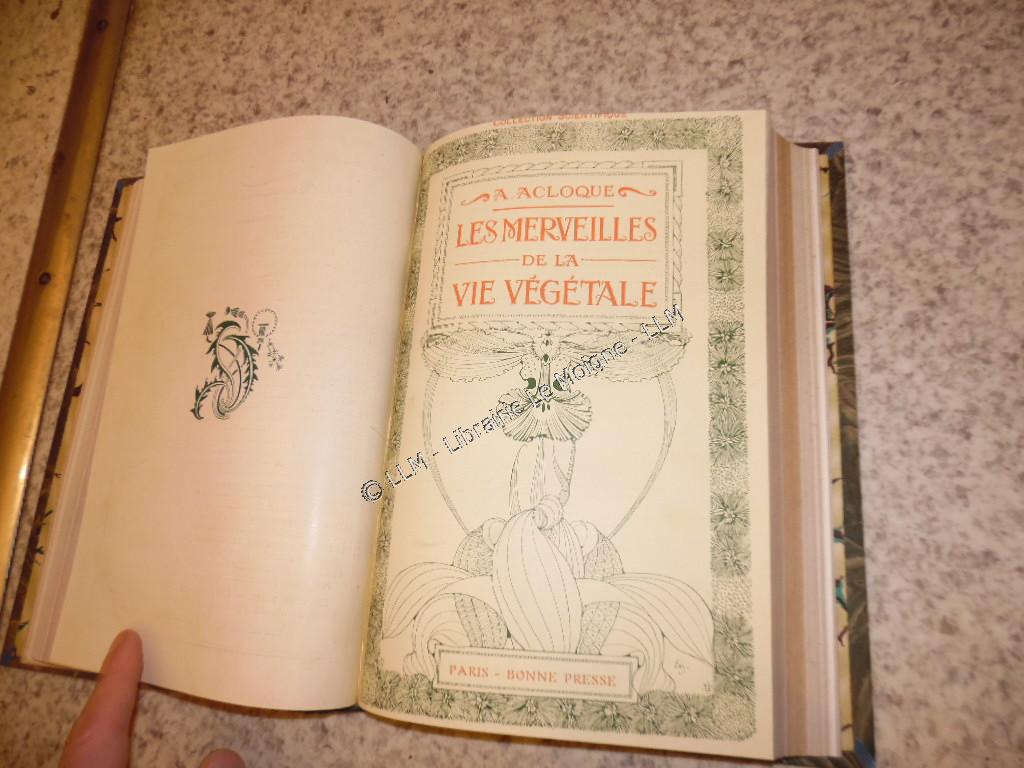 COLLECTION SCIENTIFIQUE
A. ACLOQUE
LES MERVEILLES
DE LA
VIE VÉGÉTALE
© LLM - Librairie Le Moigne - LLM
PARIS - BONNE PRESSE